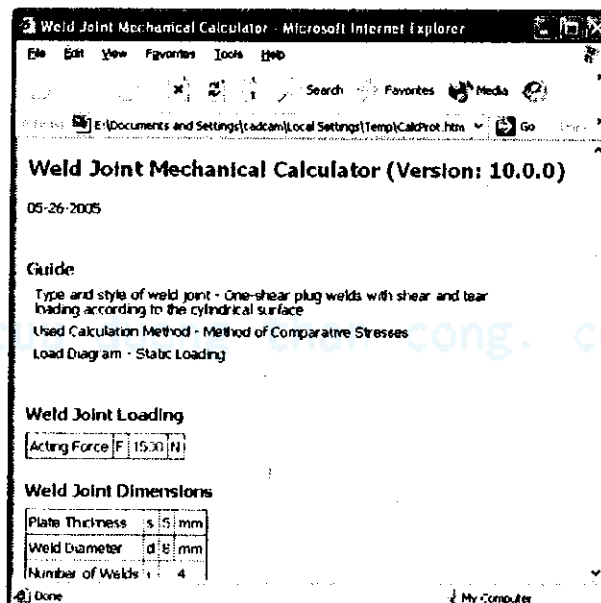 Weld Joint Mechanical Calculator - Microsoft Internet Explorer
File Edit View Favorites Tools Help
Search Favorites Media
E:\Documents and Settings\cadcam\Local Settings\Temp\CalcProt.htm Go
Weld Joint Mechanical Calculator (Version: 10.0.0)
05-26-2005
Guide
Type and style of weld joint - One-shear plug welds with shear and tear
loading according to the cylindrical surface
Used Calculation Method - Method of Comparative Stresses
Load Diagram - Static Loading
cong. c
Weld Joint Loading
Acting Force F 1500 N
Weld Joint Dimensions
Plate Thickness s 5 mm
Weld Diameter d 8 mm
Number of Welds i 4
Done My Computer